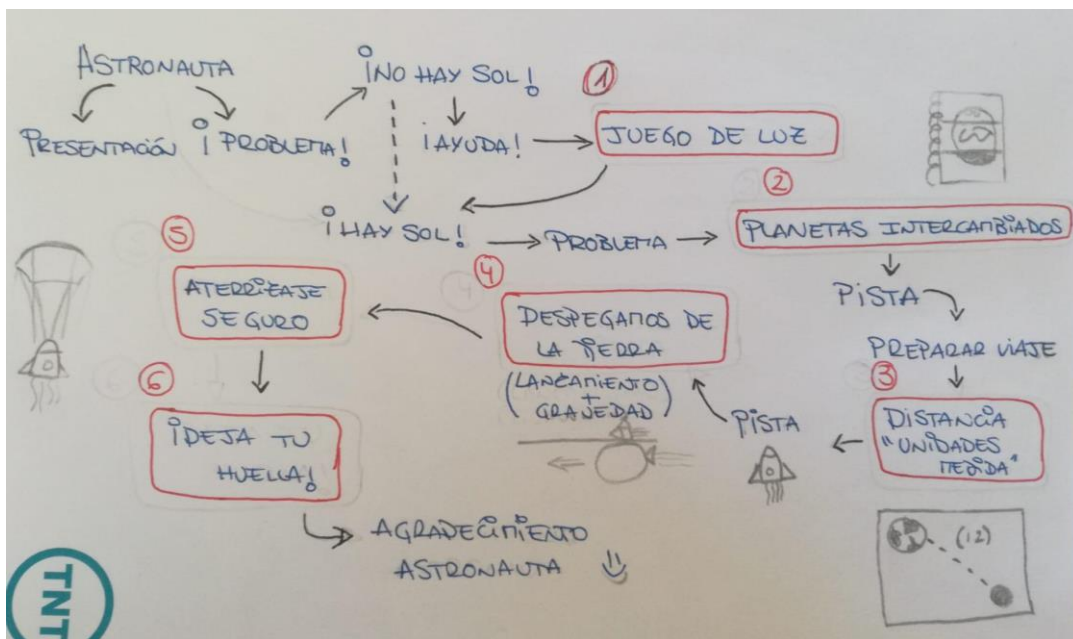 ASTRONAUTA
PRESENTACIÓN
¡PROBLEMA!
¡NO HAY SOL!
¡AYUDA!
1
JUEGO DE LUZ
¡HAY SOL!
PROBLEMA
2
PLANETAS INTERCAMBIADOS
PISTA
PREPARAR VIAJE
3
DISTANCIA
"UNIDADES
MEDIDA"
(12)
PISTA
4
DESPEGAMOS DE
LA TIERRA
(LANZAMIENTO
+
GRAVEDAD)
5
ATERRIZAJE
SEGURO
6
¡DEJA TU
HUELLA!
AGRADECIMIENTO
ASTRONAUTA
TNT